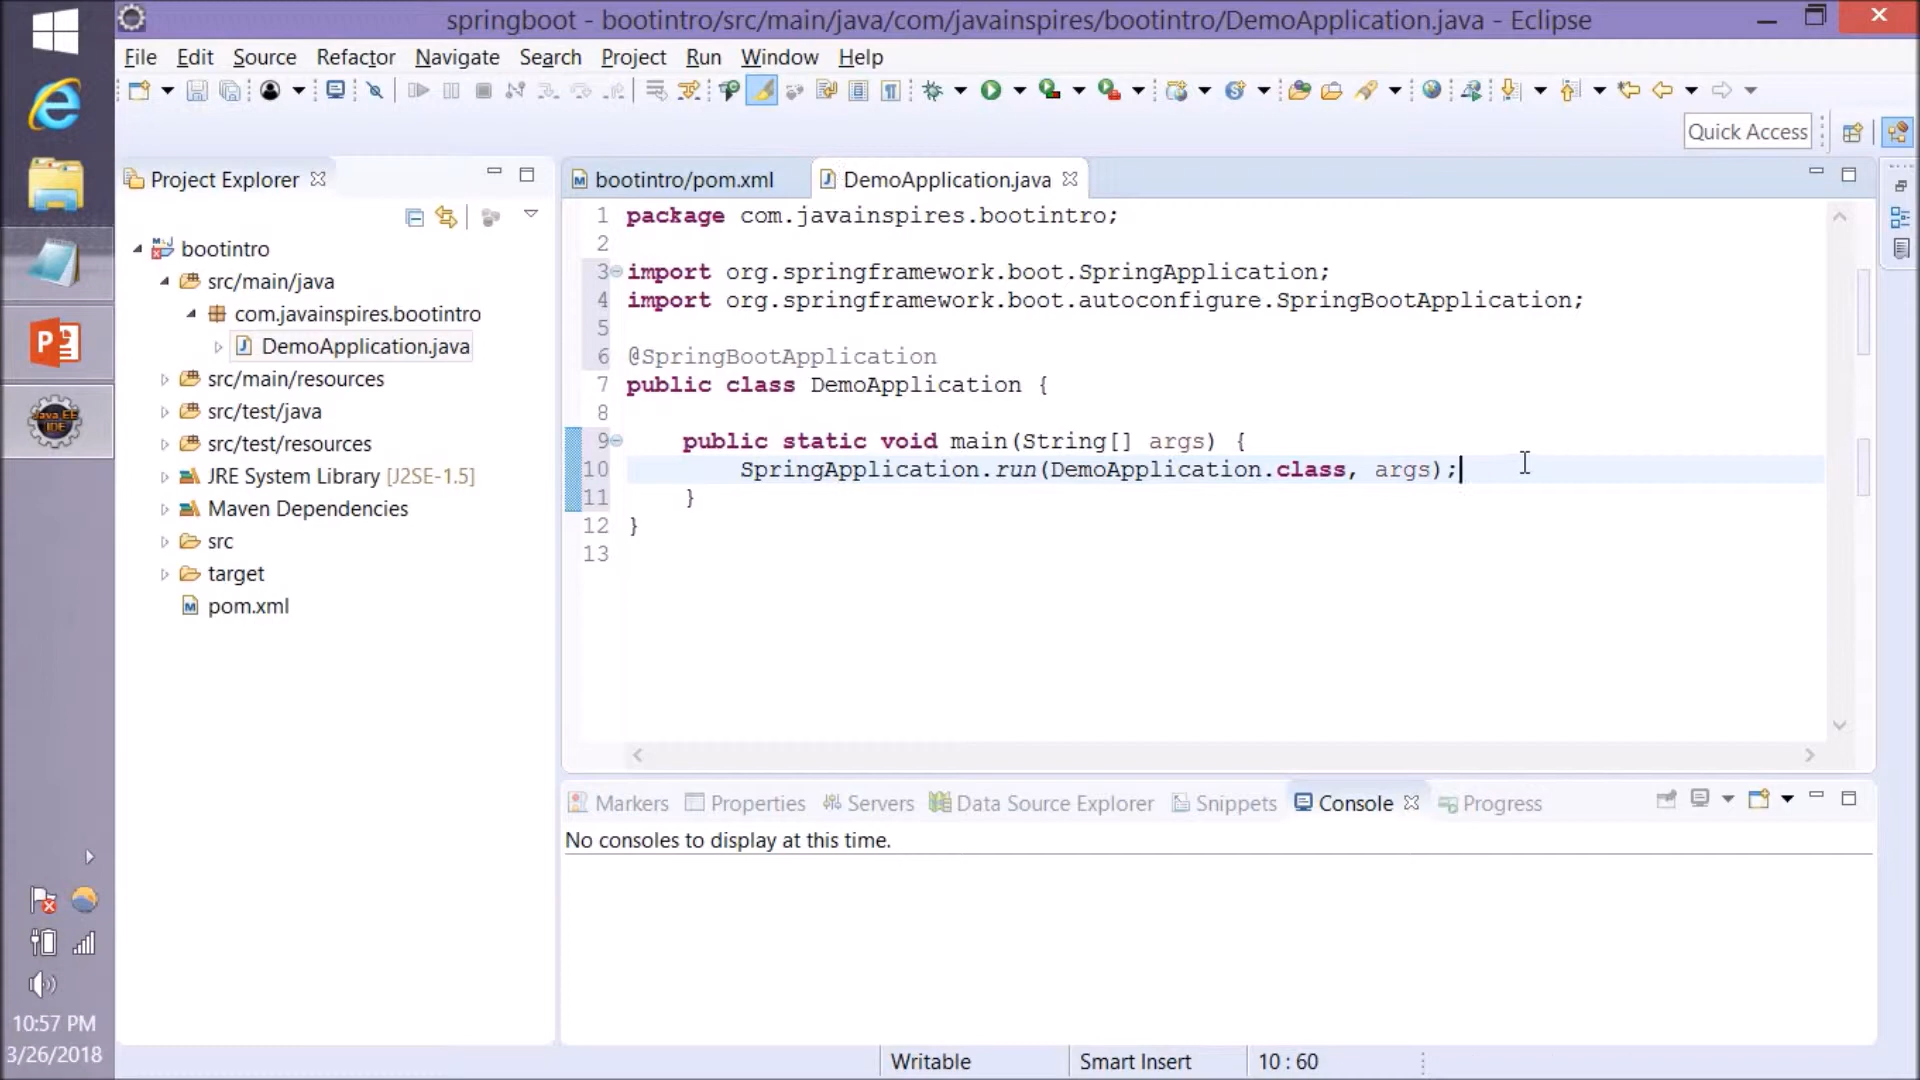 springboot - bootintro/src/main/java/com/javainspires/bootintro/DemoApplication.java - Eclipse
File Edit Source Refactor Navigate Search Project Run Window Help
Quick Access
Project Explorer
bootintro
src/main/java
com.javainspires.bootintro
DemoApplication.java
src/main/resources
src/test/java
src/test/resources
JRE System Library [J2SE-1.5]
Maven Dependencies
src
target
pom.xml
bootintro/pom.xml DemoApplication.java
1 package com.javainspires.bootintro;
2
3 import org.springframework.boot.SpringApplication;
4 import org.springframework.boot.autoconfigure.SpringBootApplication;
5
6 @SpringBootApplication
7 public class DemoApplication {
8
9 public static void main(String[] args) {
10 SpringApplication.run(DemoApplication.class, args);
11 }
12 }
13
Markers Properties Servers Data Source Explorer Snippets Console Progress
No consoles to display at this time.
Writable Smart Insert 10 : 60
Java EE
IDE
10:57 PM
3/26/2018